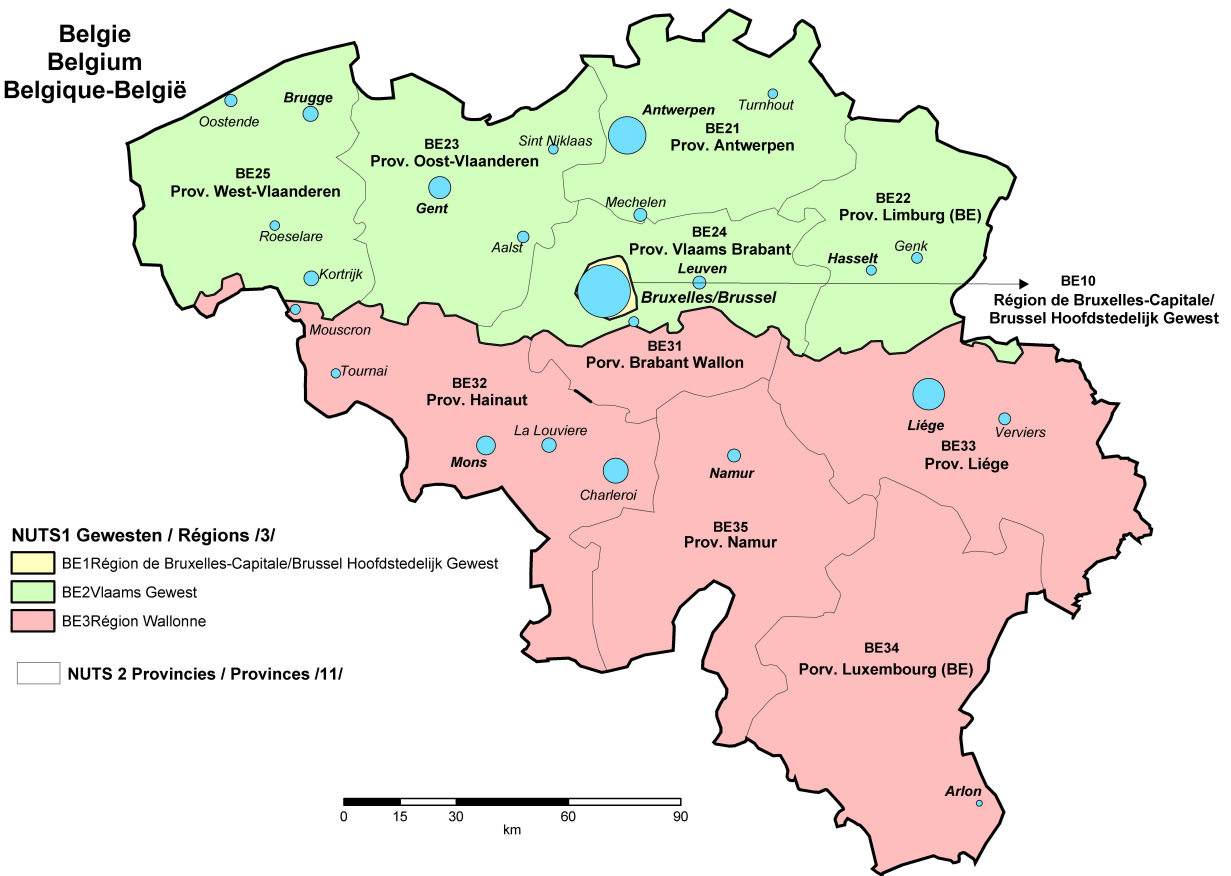 Belgie
Belgium
Belgique-België
Oostende
Brugge
BE25
Prov. West-Vlaanderen
Roeselare
Kortrijk
BE23
Prov. Oost-Vlaanderen
Sint Niklaas
Gent
Aalst
Antwerpen
Turnhout
BE21
Prov. Antwerpen
Mechelen
BE24
Prov. Vlaams Brabant
Leuven
Bruxelles/Brussel
BE22
Prov. Limburg (BE)
Hasselt
Genk
BE10
Région de Bruxelles-Capitale/
Brussel Hoofdstedelijk Gewest
Mouscron
Tournai
BE32
Prov. Hainaut
La Louviere
Mons
Charleroi
BE31
Porv. Brabant Wallon
Namur
BE35
Prov. Namur
Liége
Verviers
BE33
Prov. Liége
BE34
Porv. Luxembourg (BE)
Arlon
NUTS1 Gewesten / Régions /3/
BE1Région de Bruxelles-Capitale/Brussel Hoofdstedelijk Gewest
BE2Vlaams Gewest
BE3Région Wallonne
NUTS 2 Provincies / Provinces /11/
0 15 30 60 90
km